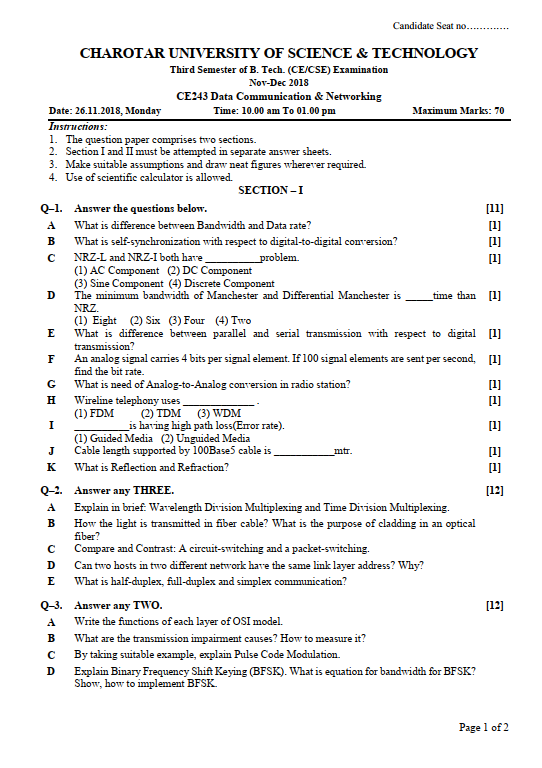 Candidate Seat no.............
CHAROTAR UNIVERSITY OF SCIENCE & TECHNOLOGY
Third Semester of B. Tech. (CE/CSE) Examination
Nov-Dec 2018
CE243 Data Communication & Networking
Date: 26.11.2018, Monday Time: 10.00 am To 01.00 pm Maximum Marks: 70
Instructions:
1. The question paper comprises two sections.
2. Section I and II must be attempted in separate answer sheets.
3. Make suitable assumptions and draw neat figures wherever required.
4. Use of scientific calculator is allowed.
SECTION – I
Q–1. Answer the questions below. [11]
A What is difference between Bandwidth and Data rate? [1]
B What is self-synchronization with respect to digital-to-digital conversion? [1]
C NRZ-L and NRZ-I both have __________problem. [1]
(1) AC Component (2) DC Component
(3) Sine Component (4) Discrete Component
D The minimum bandwidth of Manchester and Differential Manchester is _____time than [1]
NRZ.
(1) Eight (2) Six (3) Four (4) Two
E What is difference between parallel and serial transmission with respect to digital [1]
transmission?
F An analog signal carries 4 bits per signal element. If 100 signal elements are sent per second, [1]
find the bit rate.
G What is need of Analog-to-Analog conversion in radio station? [1]
H Wireline telephony uses _____________ . [1]
(1) FDM (2) TDM (3) WDM
I __________is having high path loss(Error rate). [1]
(1) Guided Media (2) Unguided Media
J Cable length supported by 100Base5 cable is ___________mtr. [1]
K What is Reflection and Refraction? [1]
Q–2. Answer any THREE. [12]
A Explain in brief: Wavelength Division Multiplexing and Time Division Multiplexing.
B How the light is transmitted in fiber cable? What is the purpose of cladding in an optical
fiber?
C Compare and Contrast: A circuit-switching and a packet-switching.
D Can two hosts in two different network have the same link layer address? Why?
E What is half-duplex, full-duplex and simplex communication?
Q–3. Answer any TWO. [12]
A Write the functions of each layer of OSI model.
B What are the transmission impairment causes? How to measure it?
C By taking suitable example, explain Pulse Code Modulation.
D Explain Binary Frequency Shift Keying (BFSK). What is equation for bandwidth for BFSK?
Show, how to implement BFSK.
Page 1 of 2